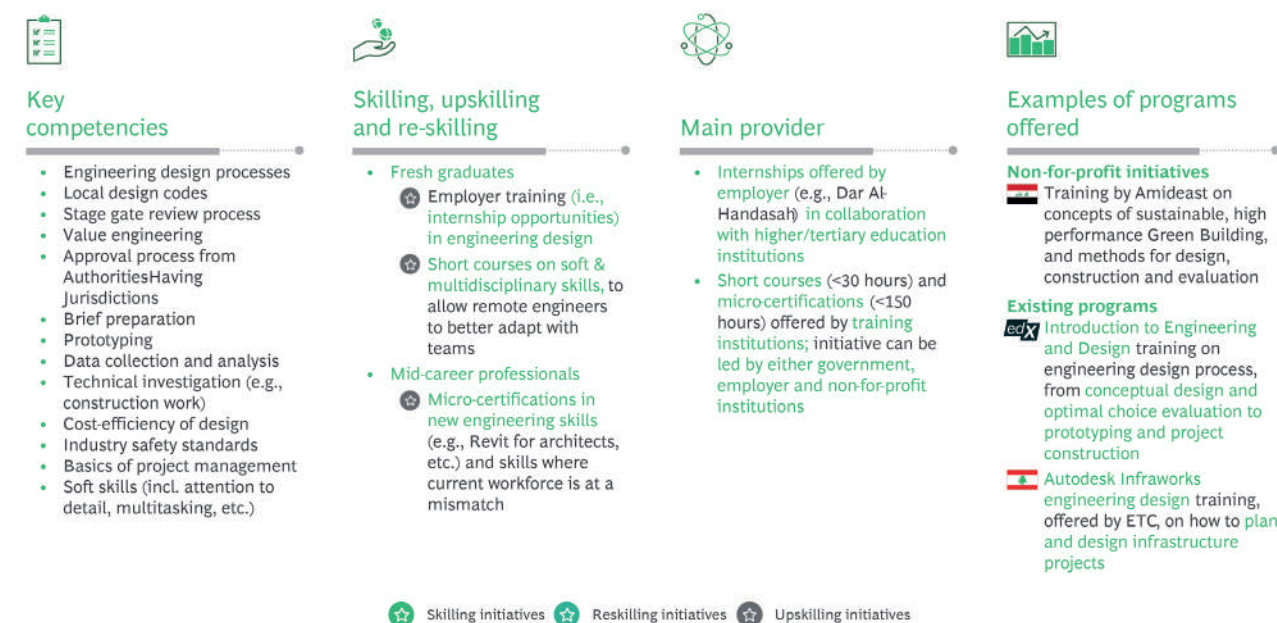 Key
competencies
• Engineering design processes
• Local design codes
• Stage gate review process
• Value engineering
• Approval process from
AuthoritiesHaving
Jurisdictions
• Brief preparation
• Prototyping
• Data collection and analysis
• Technical investigation (e.g.,
construction work)
• Cost-efficiency of design
• Industry safety standards
• Basics of project management
• Soft skills (incl. attention to
detail, multitasking, etc.)
Skilling, upskilling
and re-skilling
• Fresh graduates
Employer training (i.e.,
internship opportunities)
in engineering design
Short courses on soft &
multidisciplinary skills, to
allow remote engineers
to better adapt with
teams
• Mid-career professionals
Micro-certifications in
new engineering skills
(e.g., Revit for architects,
etc.) and skills where
current workforce is at a
mismatch
Main provider
• Internships offered by
employer (e.g., Dar Al-
Handasah) in collaboration
with higher/tertiary education
institutions
• Short courses (<30 hours) and
micro-certifications (<150
hours) offered by training
institutions; initiative can be
led by either government,
employer and non-for-profit
institutions
Examples of programs
offered
Non-for-profit initiatives
Training by Amideast on
concepts of sustainable, high
performance Green Building,
and methods for design,
construction and evaluation
Existing programs
edX Introduction to Engineering
and Design training on
engineering design process,
from conceptual design and
optimal choice evaluation to
prototyping and project
construction
Autodesk Infraworks
engineering design training,
offered by ETC, on how to plan
and design infrastructure
projects
Skilling initiatives Reskilling initiatives Upskilling initiatives